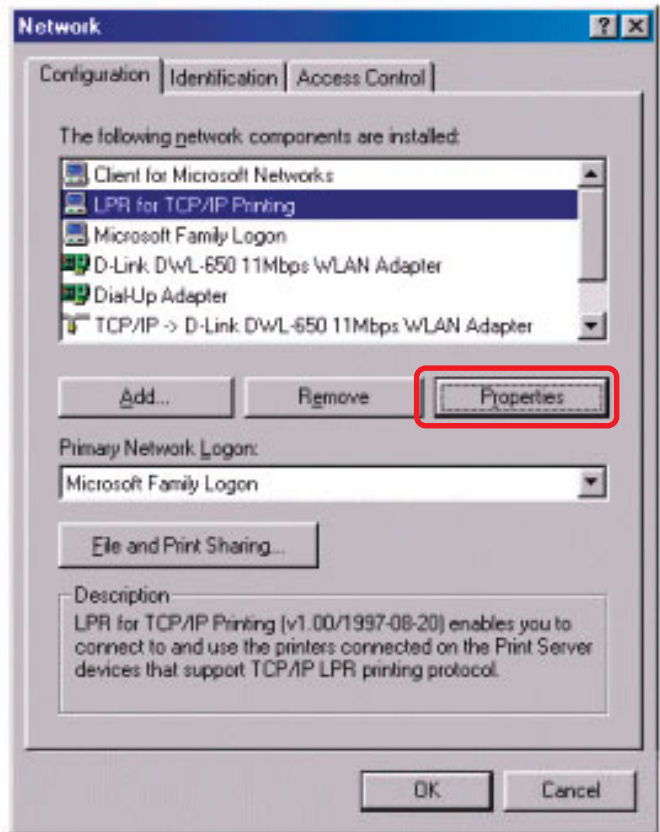 Network
Configuration Identification Access Control
The following network components are installed:
Client for Microsoft Networks
LPR for TCP/IP Printing
Microsoft Family Logon
D-Link DWL-650 11Mbps WLAN Adapter
Dial-Up Adapter
TCP/IP -> D-Link DWL-650 11Mbps WLAN Adapter
Add... Remove Properties
Primary Network Logon:
Microsoft Family Logon
File and Print Sharing...
Description
LPR for TCP/IP Printing (v1.00/1997-08-20) enables you to
connect to and use the printers connected on the Print Server
devices that support TCP/IP LPR printing protocol.
OK Cancel